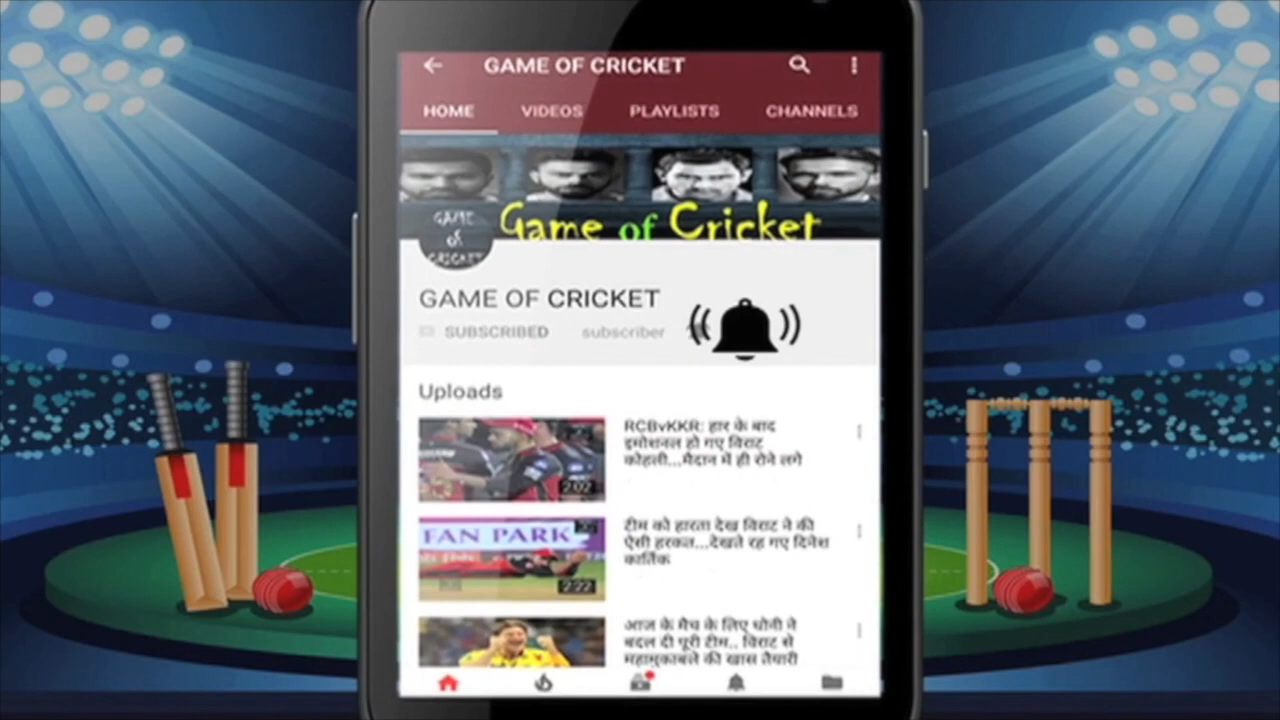 GAME OF CRICKET
HOME VIDEOS PLAYLISTS CHANNELS
GAME
of
CRICKET
Game of Cricket
GAME OF CRICKET
SUBSCRIBED subscriber
Uploads
RCBvKKR: हार के बाद
इमोशनल हो गए विराट
कोहली...मैदान में ही रोने लगे
2:02
टीम को हारता देख विराट ने की
ऐसी हरकत...देखते रह गए दिनेश
कार्तिक
FAN PARK
2:22
आज के मैच के लिए धोनी ने
बदल दी पूरी टीम.. विराट से
महामुकाबले की खास तैयारी